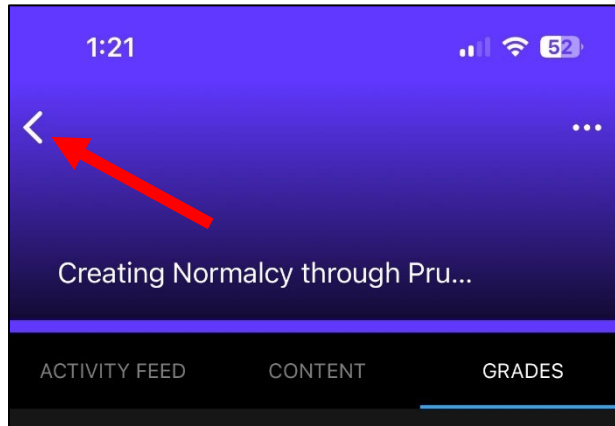 1:21 52
Creating Normalcy through Pru...
ACTIVITY FEED CONTENT GRADES